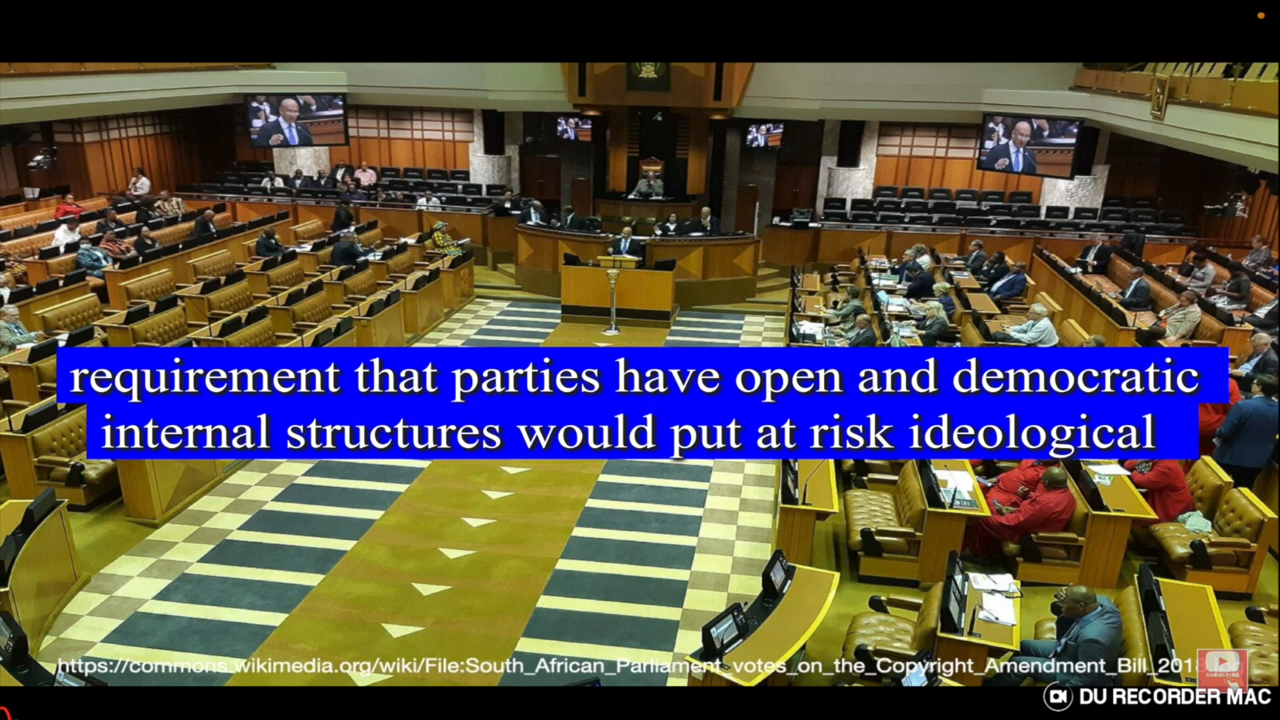 requirement that parties have open and democratic
internal structures would put at risk ideological
https://commons.wikimedia.org/wiki/File:South_African_Parliament_votes_on_the_Copyright_Amendment_Bill_201
SUBSCRIBE
DU RECORDER MAC